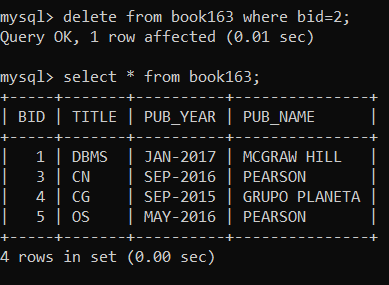 mysql> delete from book163 where bid=2;
Query OK, 1 row affected (0.01 sec)

mysql> select * from book163;
+-----+-------+----------+---------------+
| BID | TITLE | PUB_YEAR | PUB_NAME      |
+-----+-------+----------+---------------+
|   1 | DBMS  | JAN-2017 | MCGRAW HILL   |
|   3 | CN    | SEP-2016 | PEARSON       |
|   4 | CG    | SEP-2015 | GRUPO PLANETA |
|   5 | OS    | MAY-2016 | PEARSON       |
+-----+-------+----------+---------------+
4 rows in set (0.00 sec)